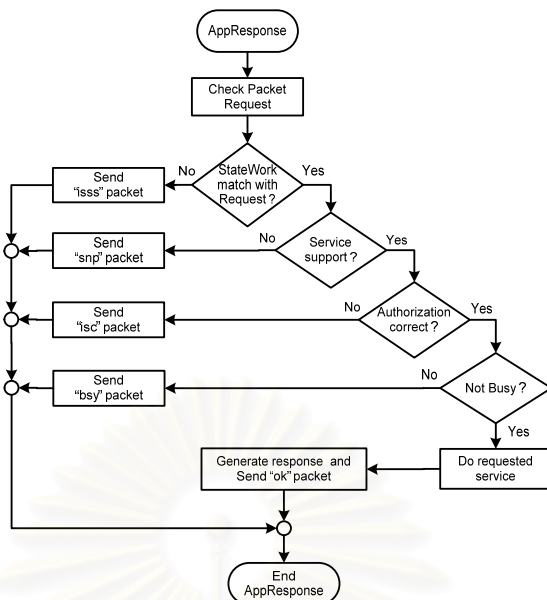 AppResponse
Check Packet
Request
StateWork
match with
Request ?
No
Yes
Send
"isss" packet
Service
support ?
No
Yes
Send
"snp" packet
Authorization
correct ?
No
Yes
Send
"isc" packet
Not Busy ?
No
Yes
Send
"bsy" packet
Do requested
service
Generate response and
Send "ok" packet
End
AppResponse